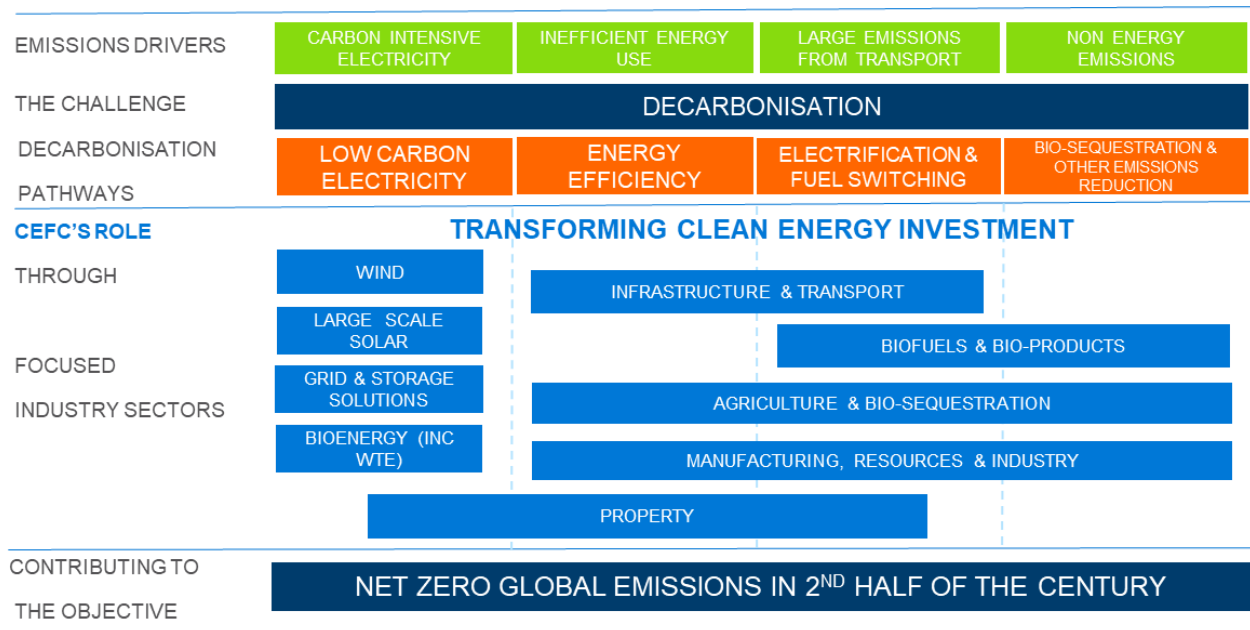 EMISSIONS DRIVERS
CARBON INTENSIVE
ELECTRICITY
INEFFICIENT ENERGY
USE
LARGE EMISSIONS
FROM TRANSPORT
NON ENERGY
EMISSIONS
THE CHALLENGE
DECARBONISATION
DECARBONISATION
PATHWAYS
LOW CARBON
ELECTRICITY
ENERGY
EFFICIENCY
ELECTRIFICATION &
FUEL SWITCHING
BIO-SEQUESTRATION &
OTHER EMISSIONS
REDUCTION
CEFC'S ROLE
TRANSFORMING CLEAN ENERGY INVESTMENT
THROUGH
FOCUSED
INDUSTRY SECTORS
WIND
INFRASTRUCTURE & TRANSPORT
LARGE SCALE
SOLAR
BIOFUELS & BIO-PRODUCTS
GRID & STORAGE
SOLUTIONS
AGRICULTURE & BIO-SEQUESTRATION
BIOENERGY (INC
WTE)
MANUFACTURING, RESOURCES & INDUSTRY
PROPERTY
CONTRIBUTING TO
THE OBJECTIVE
NET ZERO GLOBAL EMISSIONS IN 2ND HALF OF THE CENTURY